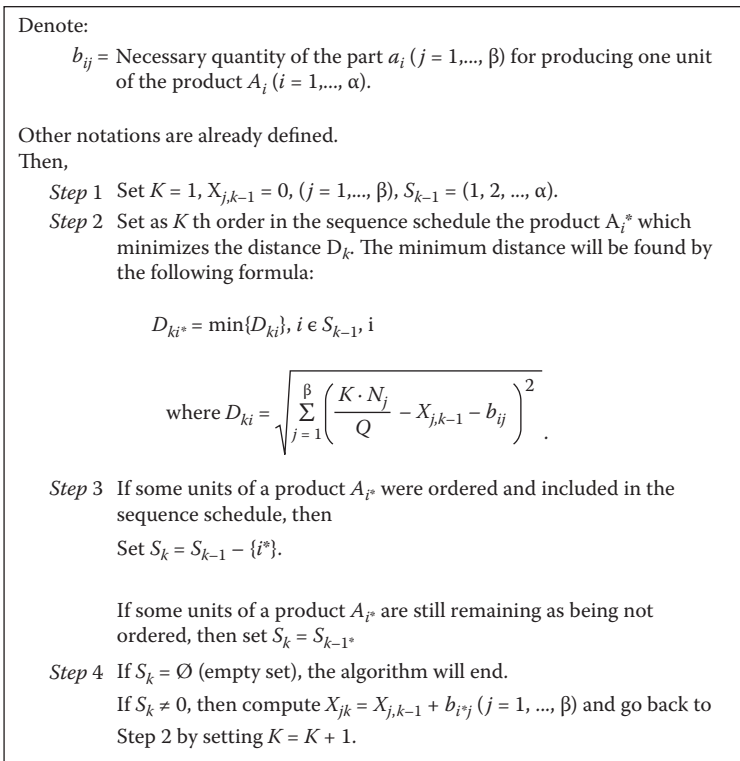 Denote:
b_ij = Necessary quantity of the part a_i (j = 1,..., β) for producing one unit
of the product A_i (i = 1,..., α).
Other notations are already defined.
Then,
Step 1 Set K = 1, X_j,k−1 = 0, (j = 1,..., β), S_k−1 = (1, 2, ..., α).
Step 2 Set as K th order in the sequence schedule the product A_i* which
minimizes the distance D_k. The minimum distance will be found by
the following formula:
D_ki* = min{D_ki}, i ϵ S_k−1, i
where D_ki = √( Σ_{j = 1}^{β} ( K · N_j / Q − X_j,k−1 − b_ij )^2 ).
Step 3 If some units of a product A_i* were ordered and included in the
sequence schedule, then
Set S_k = S_k−1 − {i*}.
If some units of a product A_i* are still remaining as being not
ordered, then set S_k = S_k−1*
Step 4 If S_k = Ø (empty set), the algorithm will end.
If S_k ≠ 0, then compute X_jk = X_j,k−1 + b_i*j (j = 1, ..., β) and go back to
Step 2 by setting K = K + 1.